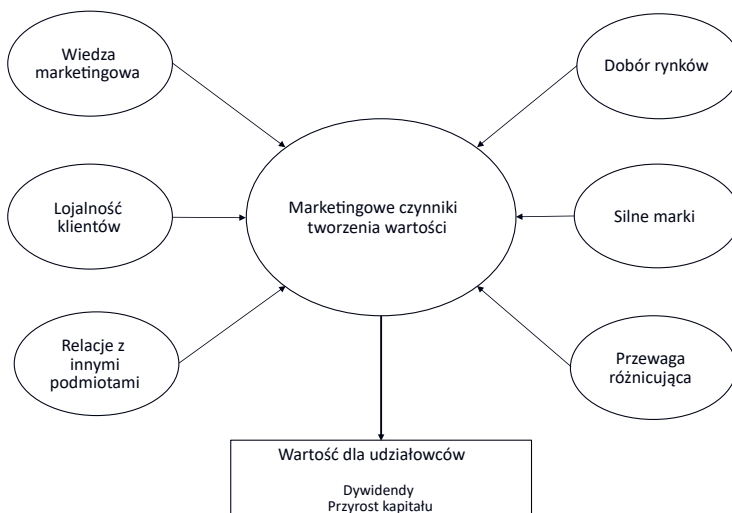 Wiedza
marketingowa
Dobór rynków
Lojalność
klientów
Marketingowe czynniki
tworzenia wartości
Silne marki
Relacje z
innymi
podmiotami
Przewaga
różnicująca
Wartość dla udziałowców
Dywidendy
Przyrost kapitału